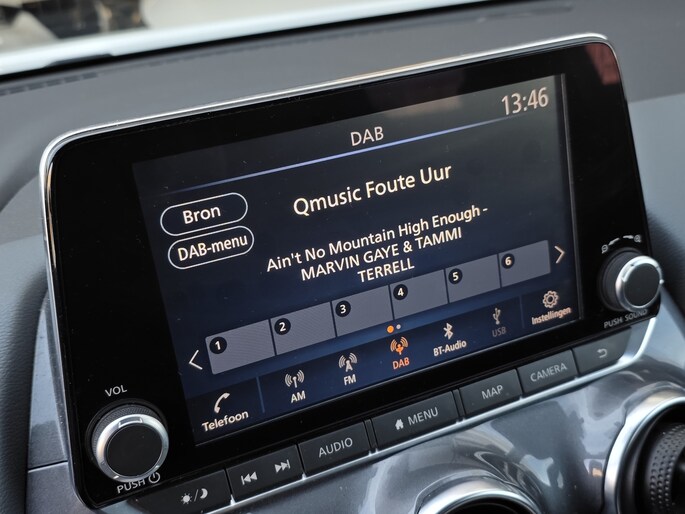 13:46
DAB
Bron
Qmusic Foute Uur
DAB-menu
Ain't No Mountain High Enough -
MARVIN GAYE & TAMMI
TERRELL
1 2 3 4 5 6
Telefoon
AM
FM
DAB
BT-Audio
USB
Instellingen
VOL
PUSH
PUSH SOUND
AUDIO
MENU
MAP
CAMERA